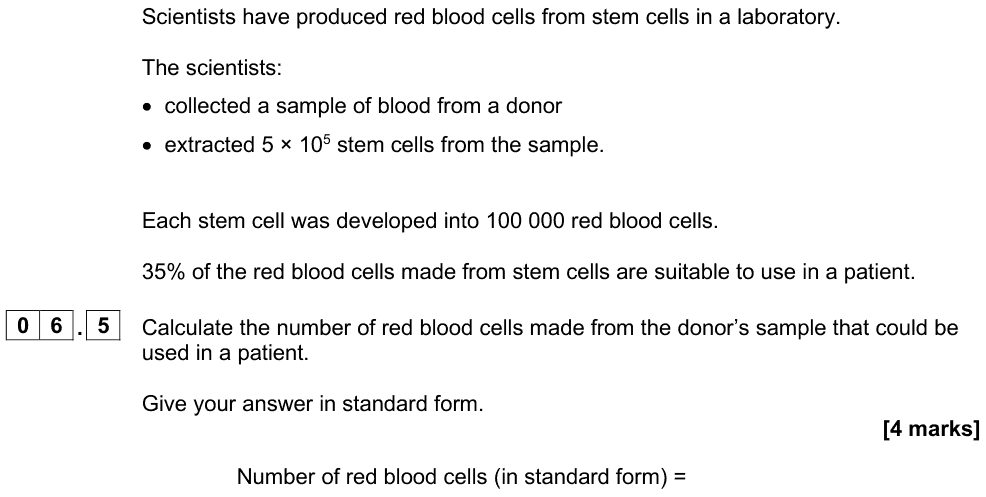 Scientists have produced red blood cells from stem cells in a laboratory.
The scientists:
• collected a sample of blood from a donor
• extracted 5 × 10⁵ stem cells from the sample.
Each stem cell was developed into 100 000 red blood cells.
35% of the red blood cells made from stem cells are suitable to use in a patient.
0 6 . 5 Calculate the number of red blood cells made from the donor’s sample that could be
used in a patient.
Give your answer in standard form.
[4 marks]
Number of red blood cells (in standard form) =